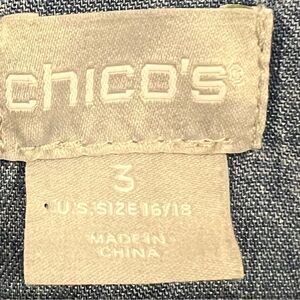 chico's®
3
U.S. SIZE 16/18
MADE IN
CHINA